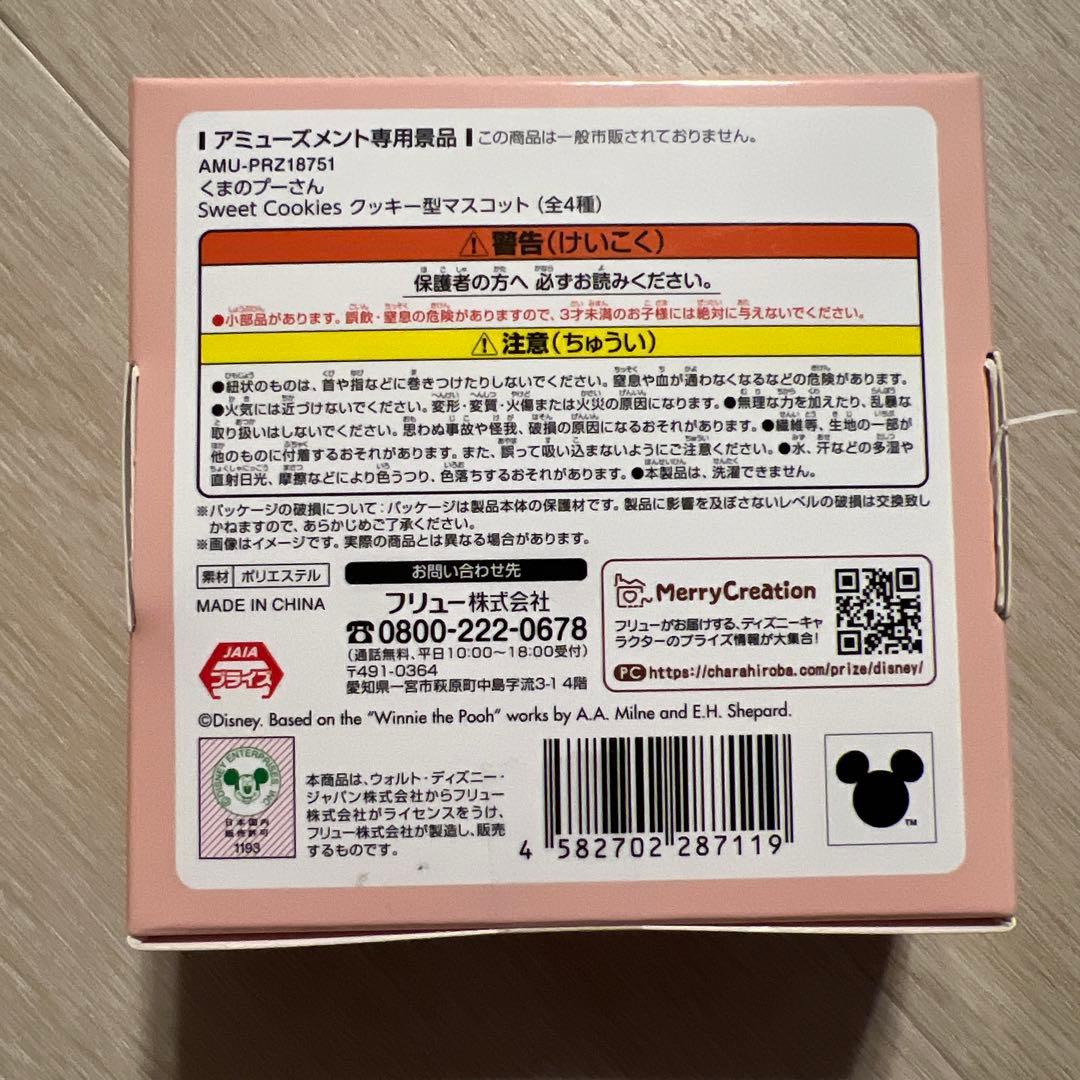 アミューズメント専用景品 この商品は一般市販されておりません。
AMU-PRZ18751
くまのプーさん
Sweet Cookies クッキー型マスコット(全4種)
⚠警告(けいこく)
保護者の方へ 必ずお読みください。
●小部品があります。誤飲・窒息の危険がありますので、3才未満のお子様には絶対に与えないでください。
⚠注意(ちゅうい)
●紐状のものは、首や指などに巻きつけたりしないでください。窒息や血が通わなくなるなどの危険があります。
●火気には近づけないでください。変形・変質・火傷または火災の原因になります。●無理な力を加えたり、乱暴な
取り扱いはしないでください。思わぬ事故や怪我、破損の原因になるおそれがあります。●繊維等、生地の一部が
他のものに付着するおそれがあります。また、誤って吸い込まないようにご注意ください。●水、汗などの多湿や
直射日光、摩擦などにより色うつり、色落ちするおそれがあります。●本製品は、洗濯できません。
※パッケージの破損について:パッケージは製品本体の保護材です。製品に影響を及ぼさないレベルの破損は交換致し
かねますので、あらかじめご了承ください。
※画像はイメージです。実際の商品とは異なる場合があります。
素材 ポリエステル
MADE IN CHINA
JAIA
プライズ
お問い合わせ先
フリュー株式会社
☎0800-222-0678
(通話無料、平日10:00〜18:00受付)
〒491-0364
愛知県一宮市萩原町中島字流3-1 4階
MerryCreation
フリューがお届けする、ディズニーキャ
ラクターのプライズ情報が大集合!
PC https://charahiroba.com/prize/disney/
©Disney. Based on the “Winnie the Pooh” works by A.A. Milne and E.H. Shepard.
©DISNEY ENTERPRISES INC
日本国内
販売許可
1193
本商品は、ウォルト・ディズニー・
ジャパン株式会社からフリュー
株式会社がライセンスをうけ、
フリュー株式会社が製造し、販売
するものです。
4 582702 287119
TM